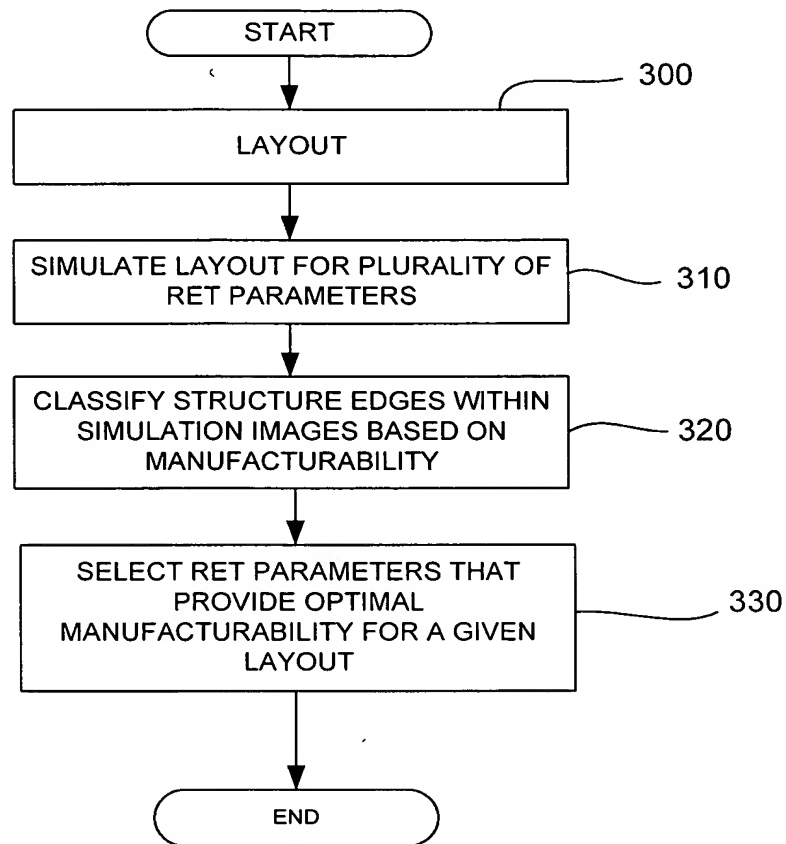 START
300
LAYOUT
SIMULATE LAYOUT FOR PLURALITY OF
RET PARAMETERS
310
CLASSIFY STRUCTURE EDGES WITHIN
SIMULATION IMAGES BASED ON
MANUFACTURABILITY
320
SELECT RET PARAMETERS THAT
PROVIDE OPTIMAL
MANUFACTURABILITY FOR A GIVEN
LAYOUT
330
END